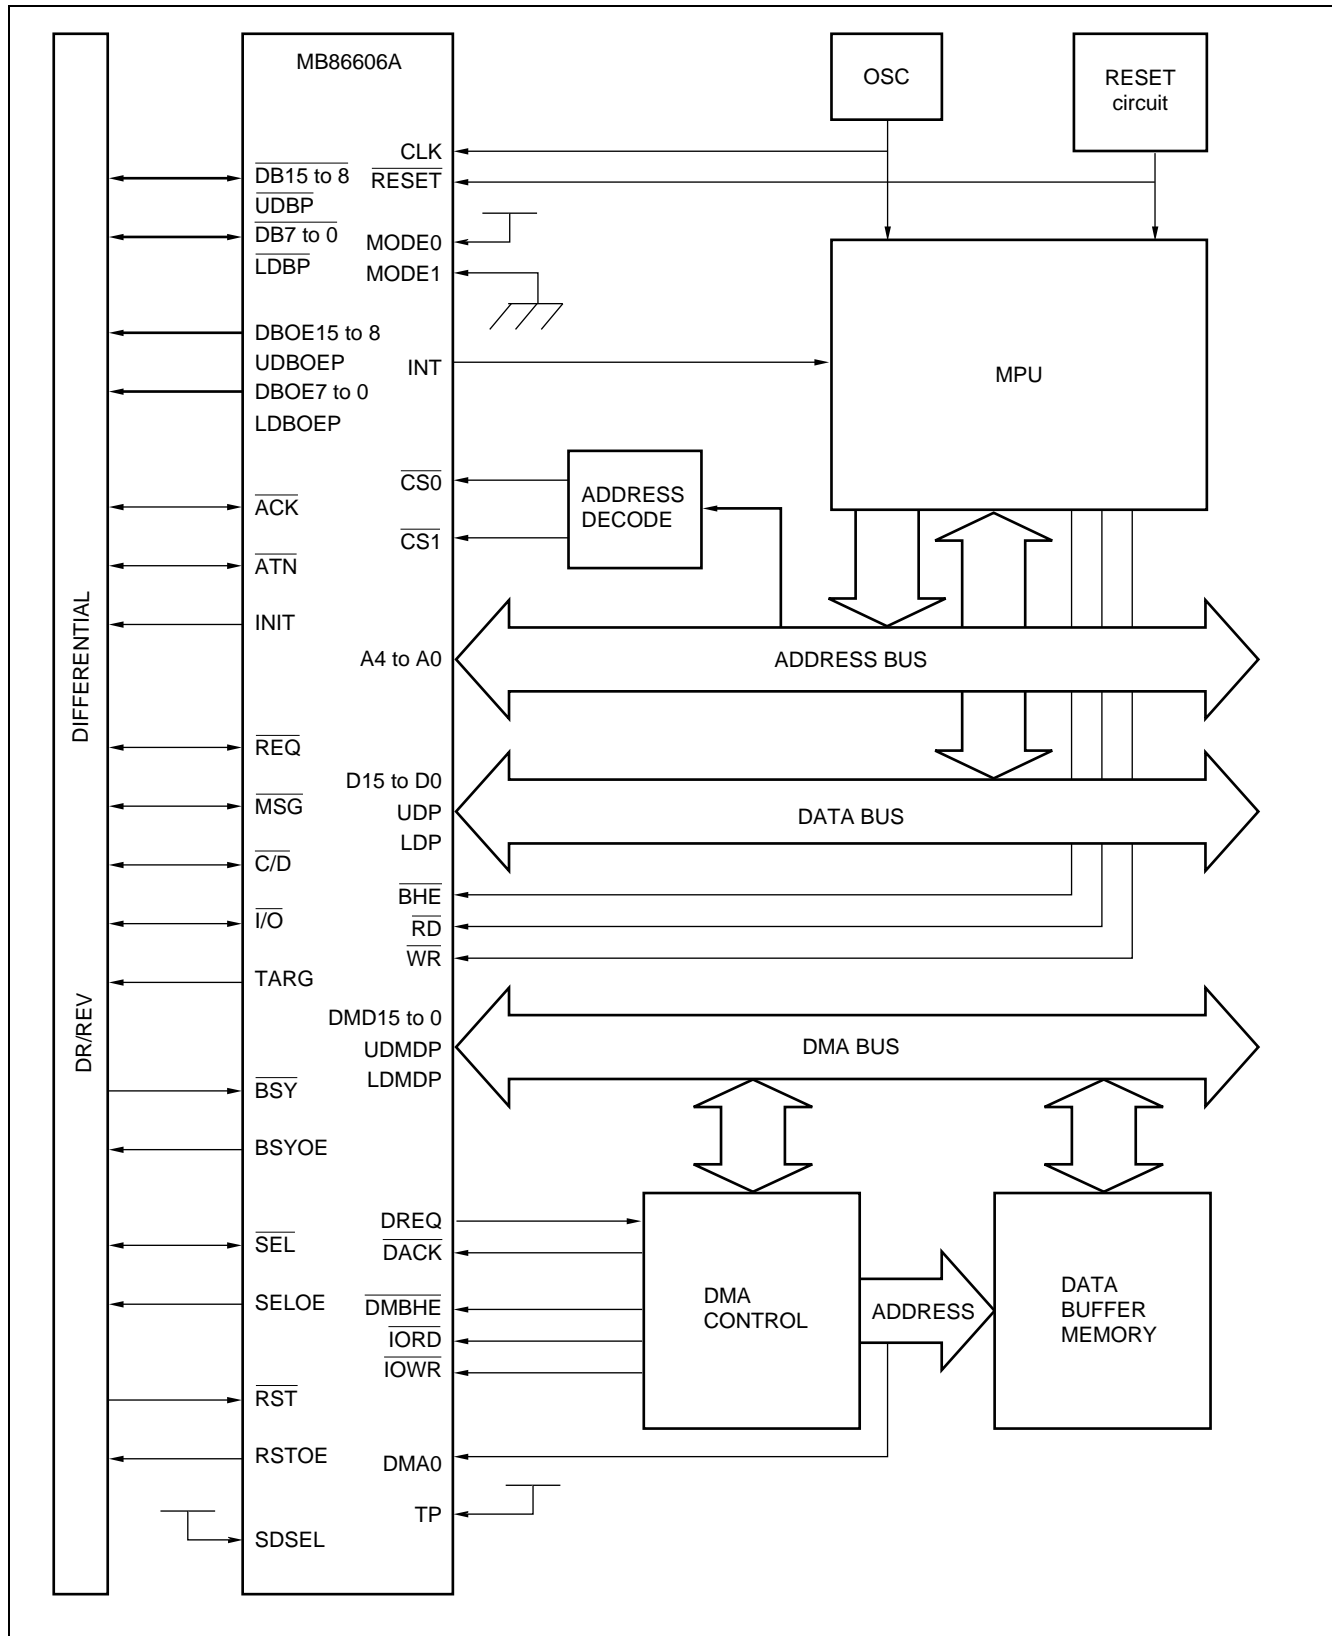 MB86606A
OSC
RESET
circuit
CLK
RESET
DB15 to 8
UDBP
DB7 to 0
LDBP
MODE0
MODE1
DBOE15 to 8
UDBOEP
DBOE7 to 0
LDBOEP
INT
MPU
CS0
CS1
ADDRESS
DECODE
ACK
ATN
INIT
A4 to A0
ADDRESS BUS
DIFFERENTIAL
DR/REV
REQ
MSG
C/D
I/O
TARG
D15 to D0
UDP
LDP
DATA BUS
BHE
RD
WR
DMD15 to 0
UDMDP
LDMDP
DMA BUS
BSY
BSYOE
SEL
SELOE
RST
RSTOE
SDSEL
DREQ
DACK
DMBHE
IORD
IOWR
DMA0
TP
DMA
CONTROL
ADDRESS
DATA
BUFFER
MEMORY